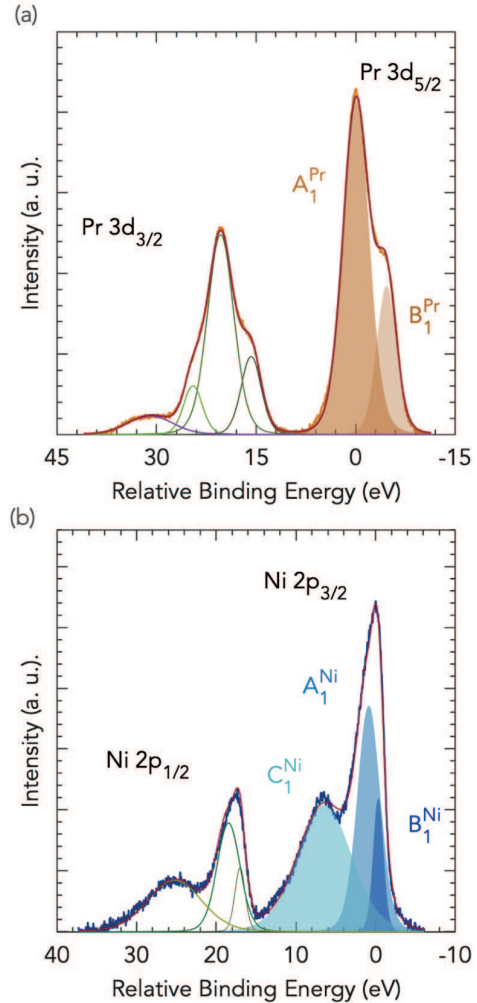 (a)
Pr 3d5/2
A1Pr
Pr 3d3/2
B1Pr
Intensity (a. u.).
45 30 15 0 -15
Relative Binding Energy (eV)
(b)
Ni 2p3/2
A1Ni
Ni 2p1/2
C1Ni
B1Ni
Intensity (a. u.).
40 30 20 10 0 -10
Relative Binding Energy (eV)